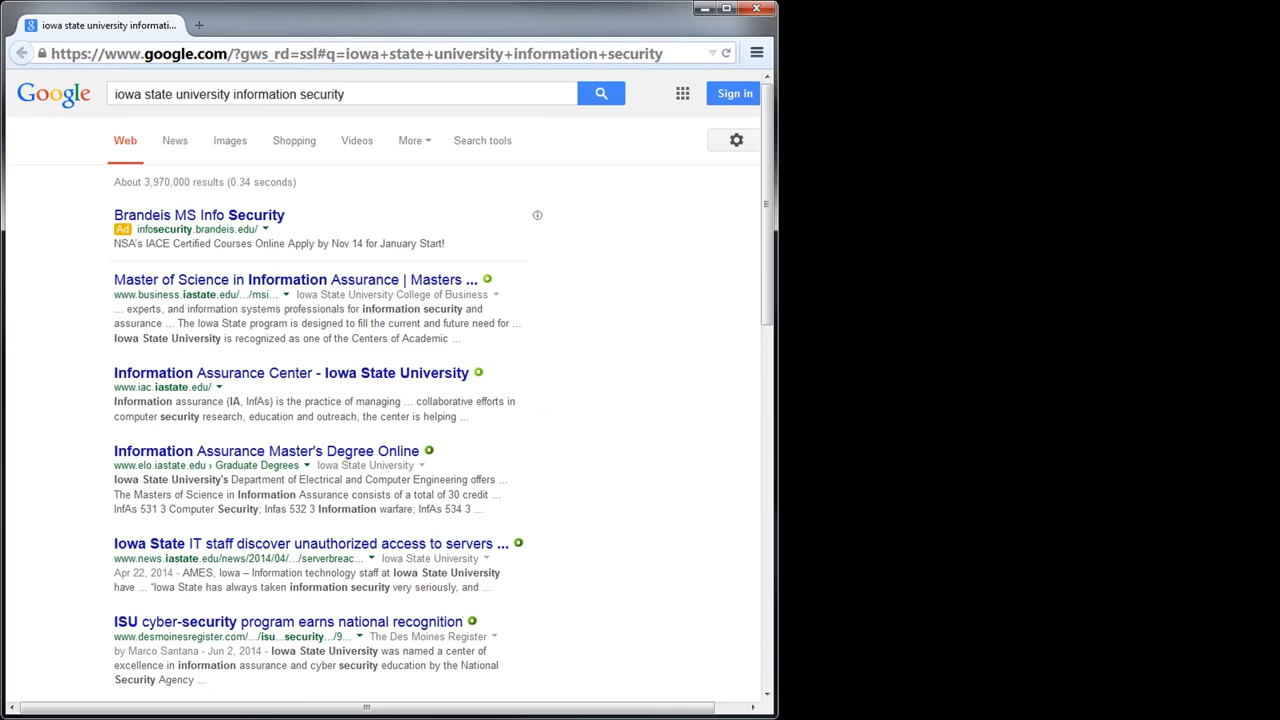 iowa state university informati...
https://www.google.com/?gws_rd=ssl#q=iowa+state+university+information+security
Google
iowa state university information security
Sign in
Web News Images Shopping Videos More Search tools
About 3,970,000 results (0.34 seconds)
Brandeis MS Info Security
Ad infosecurity.brandeis.edu/
NSA's IACE Certified Courses Online Apply by Nov 14 for January Start!
Master of Science in Information Assurance | Masters ...
www.business.iastate.edu/.../msi... Iowa State University College of Business
... experts, and information systems professionals for information security and
assurance ... The Iowa State program is designed to fill the current and future need for ...
Iowa State University is recognized as one of the Centers of Academic ...
Information Assurance Center - Iowa State University
www.iac.iastate.edu/
Information assurance (IA, InfAs) is the practice of managing ... collaborative efforts in
computer security research, education and outreach, the center is helping ...
Information Assurance Master's Degree Online
www.elo.iastate.edu › Graduate Degrees Iowa State University
Iowa State University's Department of Electrical and Computer Engineering offers ...
The Masters of Science in Information Assurance consists of a total of 30 credit ...
InfAs 531 3 Computer Security; Infas 532 3 Information warfare; InfAs 534 3 ...
Iowa State IT staff discover unauthorized access to servers ...
www.news.iastate.edu/news/2014/04/.../serverbreac... Iowa State University
Apr 22, 2014 - AMES, Iowa – Information technology staff at Iowa State University
have ... "Iowa State has always taken information security very seriously, and ...
ISU cyber-security program earns national recognition
www.desmoinesregister.com/.../isu...security.../9... The Des Moines Register
by Marco Santana - Jun 2, 2014 - Iowa State University was named a center of
excellence in information assurance and cyber security education by the National
Security Agency ...